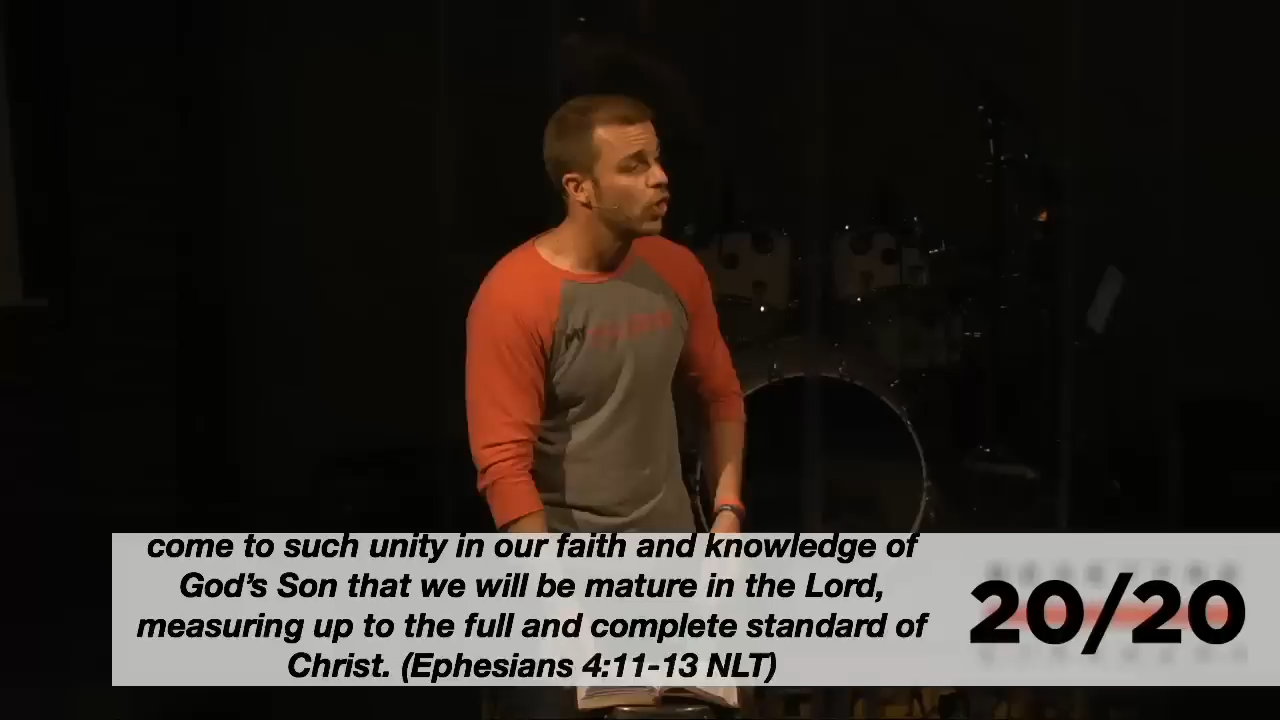 MY
come to such unity in our faith and knowledge of
God's Son that we will be mature in the Lord,
measuring up to the full and complete standard of
Christ. (Ephesians 4:11-13 NLT)
20/20